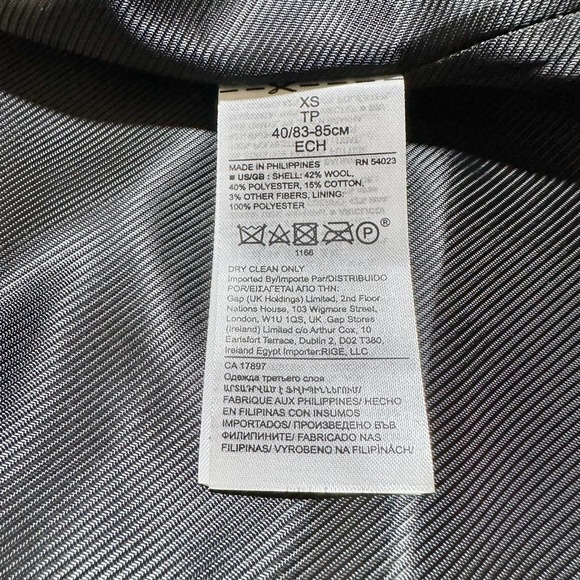 XS
TP
40/83-85CM
ECH
MADE IN PHILIPPINES RN 54023
■ US/GB : SHELL: 42% WOOL,
40% POLYESTER, 15% COTTON,
3% OTHER FIBERS, LINING:
100% POLYESTER
P®
1166
DRY CLEAN ONLY
Imported By/Importe Par/DISTRIBUIDO
POR/ΕΙΣΑΓΕΤΑΙ ΑΠΟ ΤΗΝ:
Gap (UK Holdings) Limited, 2nd Floor
Nations House, 103 Wigmore Street,
London, W1U 1QS, UK. Gap Stores
(Ireland) Limited c/o Arthur Cox, 10
Earlsfort Terrace, Dublin 2, D02 T380,
Ireland Egypt Importer:RIGE, LLC
CA 17897
Одежда третьего слоя
ԱՐՏԱԴՐՎԱԾ Է ՖԻԼԻՊԻՆՆԵՐՈՒՄ/
FABRIQUE AUX PHILIPPINES/ HECHO
EN FILIPINAS CON INSUMOS
IMPORTADOS/ ПРОИЗВЕДЕНО ВЪВ
ФИЛИПИНИТЕ/ FABRICADO NAS
FILIPINAS/ VYROBENO NA FILIPÍNÁCH/